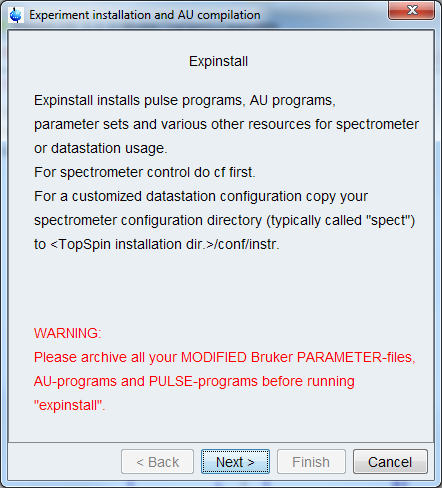 Experiment installation and AU compilation
Expinstall
Expinstall installs pulse programs, AU programs,
parameter sets and various other resources for spectrometer
or datastation usage.
For spectrometer control do cf first.
For a customized datastation configuration copy your
spectrometer configuration directory (typically called "spect")
to <TopSpin installation dir.>/conf/instr.
WARNING:
Please archive all your MODIFIED Bruker PARAMETER-files,
AU-programs and PULSE-programs before running
"expinstall".
< Back Next > Finish Cancel